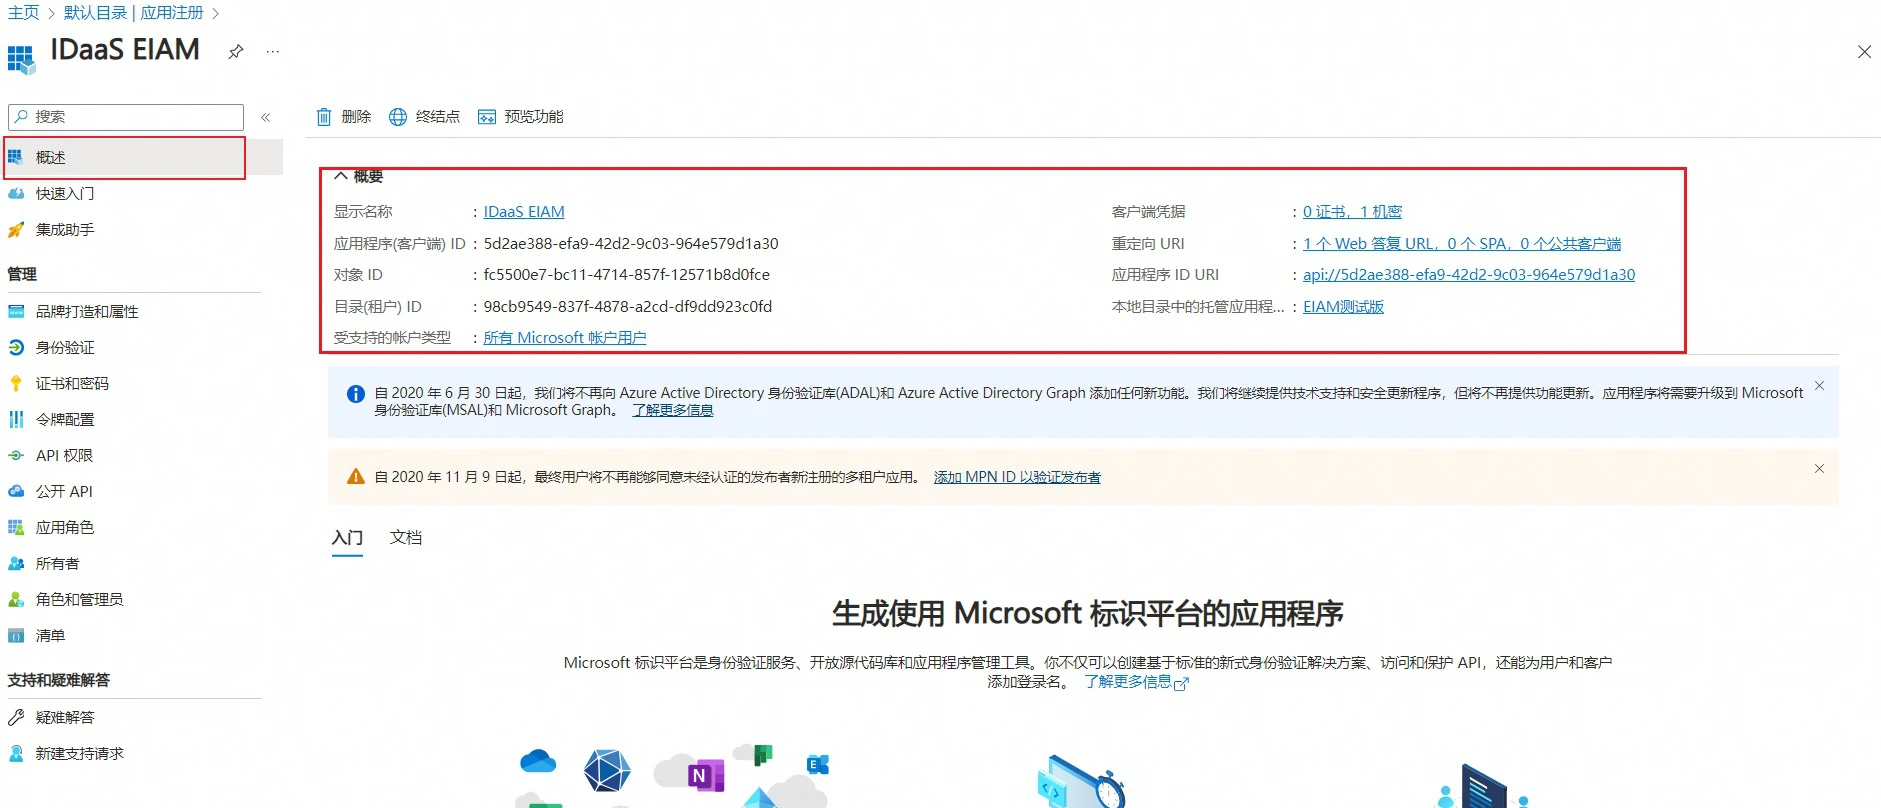 主页 > 默认目录 | 应用注册 >
IDaaS EIAM
搜索
概述
快速入门
集成助手
管理
品牌打造和属性
身份验证
证书和密码
令牌配置
API 权限
公开 API
应用角色
所有者
角色和管理员
清单
支持和疑难解答
疑难解答
新建支持请求
删除 终结点 预览功能
概要
显示名称 : IDaaS EIAM
应用程序(客户端) ID : 5d2ae388-efa9-42d2-9c03-964e579d1a30
对象 ID : fc5500e7-bc11-4714-857f-12571b8d0fce
目录(租户) ID : 98cb9549-837f-4878-a2cd-df9dd923c0fd
受支持的帐户类型 : 所有 Microsoft 帐户用户
客户端凭据 : 0 证书, 1 机密
重定向 URI : 1 个 Web 答复 URL, 0 个 SPA, 0 个公共客户端
应用程序 ID URI : api://5d2ae388-efa9-42d2-9c03-964e579d1a30
本地目录中的托管应用程... : EIAM测试版
自 2020 年 6 月 30 日起，我们将不再向 Azure Active Directory 身份验证库(ADAL)和 Azure Active Directory Graph 添加任何新功能。我们将继续提供技术支持和安全更新程序，但将不再提供功能更新。应用程序将需要升级到 Microsoft
身份验证库(MSAL)和 Microsoft Graph。 了解更多信息
自 2020 年 11 月 9 日起，最终用户将不再能够同意未经认证的发布者新注册的多租户应用。 添加 MPN ID 以验证发布者
入门 文档
生成使用 Microsoft 标识平台的应用程序
Microsoft 标识平台是身份验证服务、开放源代码库和应用程序管理工具。你不仅可以创建基于标准的新式身份验证解决方案、访问和保护 API，还能为用户和客户
添加登录名。 了解更多信息
N
E